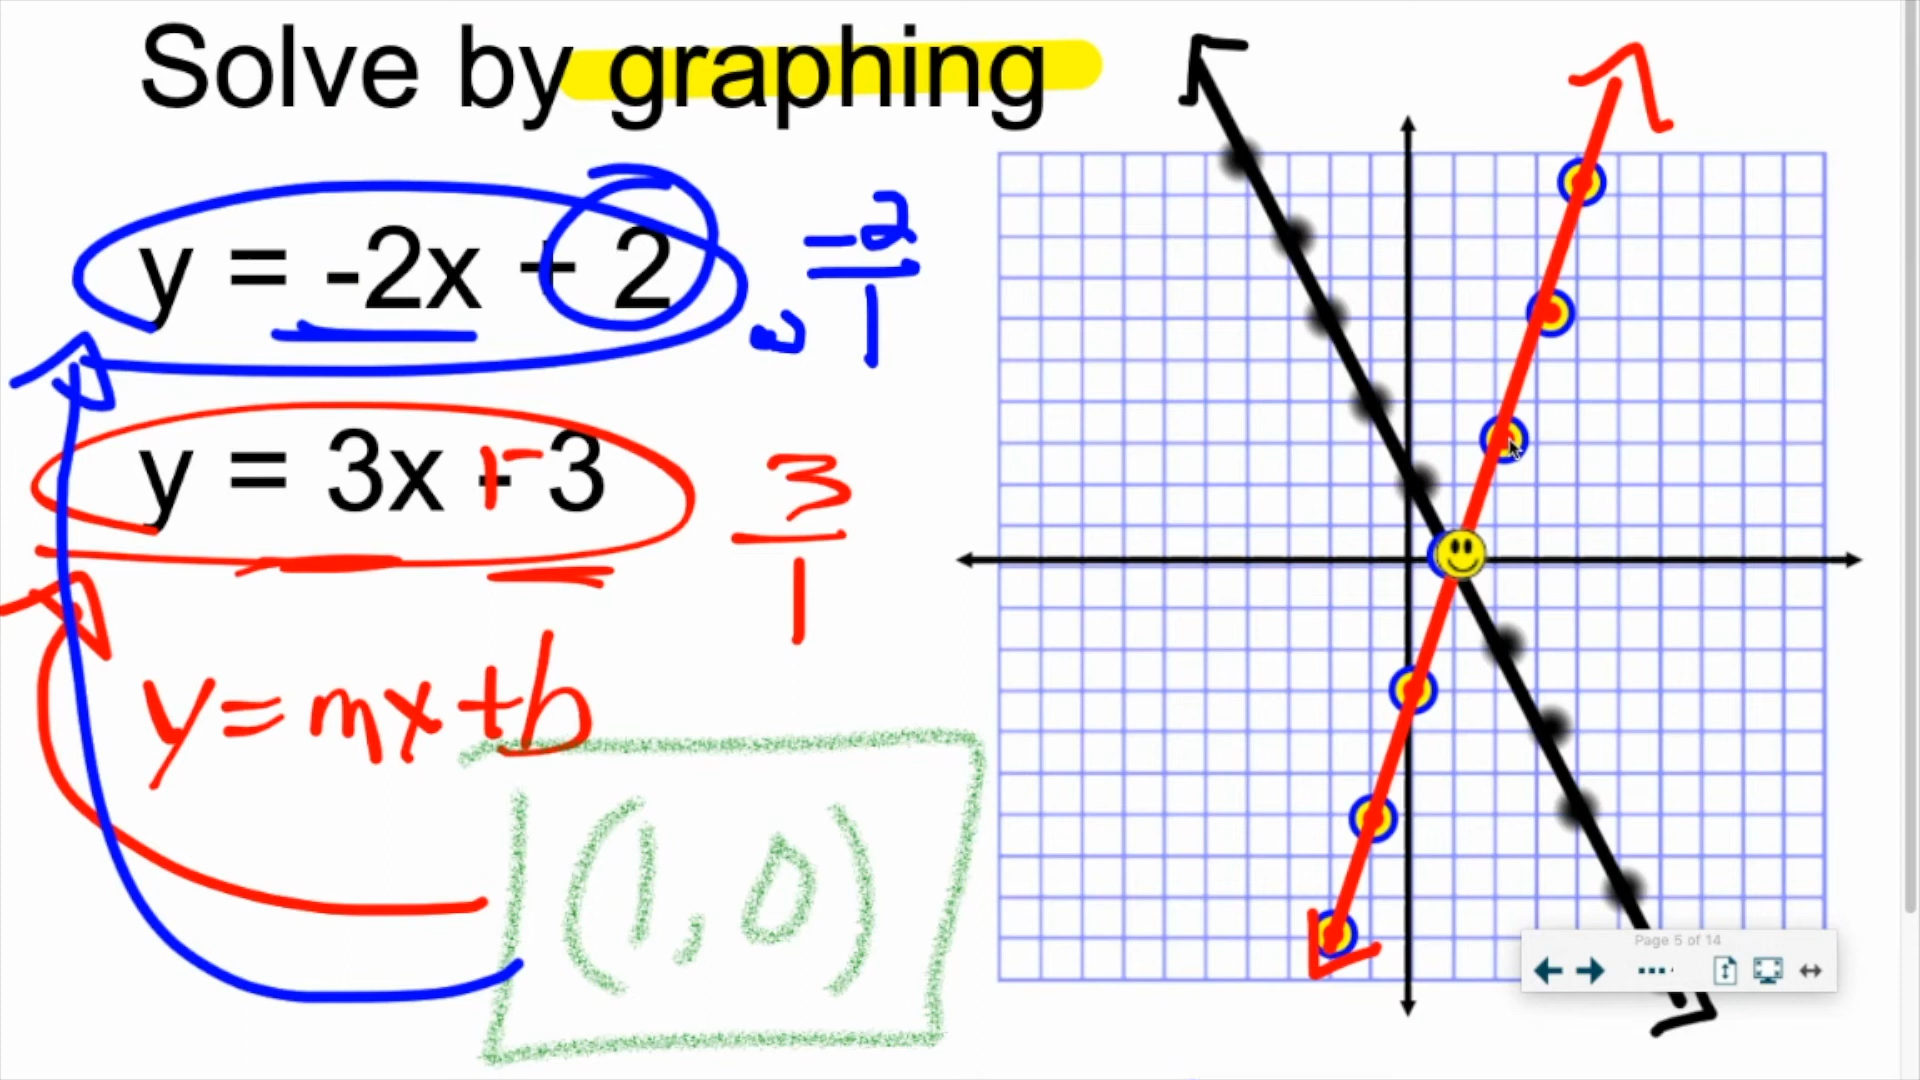 Solve by graphing
y = -2x + 2
-2
1
y = 3x + -3
3
1
y = mx + b
(1, 0)
Page 5 of 14